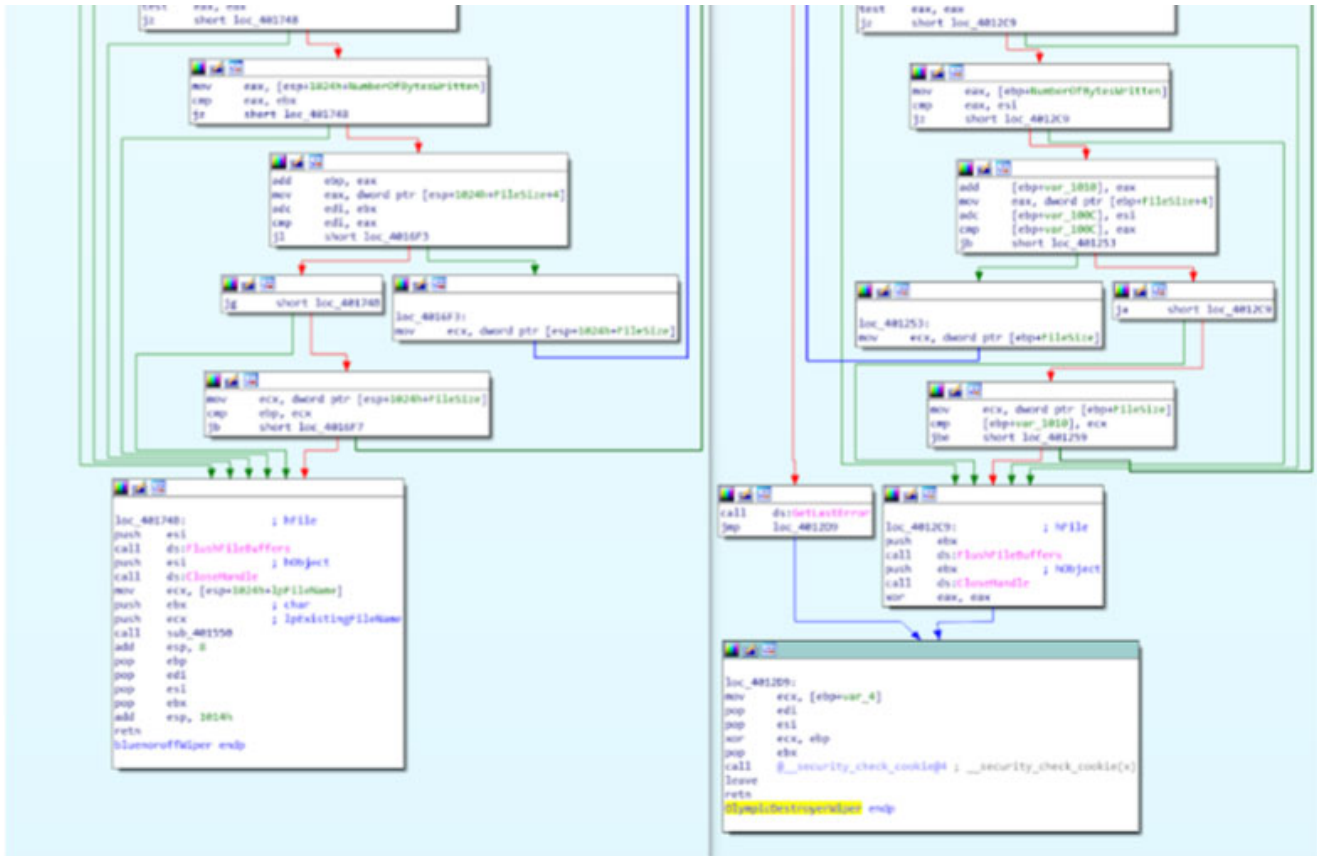 test eax, eax
jz short loc_401748
mov eax, [esp+1024h+NumberOfBytesWritten]
cmp eax, ebx
jz short loc_401748
add ebp, eax
mov eax, dword ptr [esp+1024h+FileSize+4]
adc edi, ebx
cmp edi, eax
jl short loc_4016F3
jg short loc_401748
loc_4016F3:
mov ecx, dword ptr [esp+1024h+FileSize]
mov ecx, dword ptr [esp+1024h+FileSize]
cmp ebp, ecx
jb short loc_4016F7
loc_401748: ; hFile
push esi
call ds:FlushFileBuffers
push esi ; hObject
call ds:CloseHandle
mov ecx, [esp+1024h+lpFileName]
push ebx ; char
push ecx ; lpExistingFileName
call sub_401550
add esp, 8
pop ebp
pop edi
pop esi
pop ebx
add esp, 1014h
retn
bluenoroffWiper endp
test eax, eax
jz short loc_4012C9
mov eax, [ebp+NumberOfBytesWritten]
cmp eax, esi
jz short loc_4012C9
add [ebp+var_1010], eax
mov eax, dword ptr [ebp+FileSize+4]
adc [ebp+var_100C], esi
cmp [ebp+var_100C], eax
jb short loc_401253
loc_401253:
mov ecx, dword ptr [ebp+FileSize]
ja short loc_4012C9
mov ecx, dword ptr [ebp+FileSize]
cmp [ebp+var_1010], ecx
jbe short loc_401259
call ds:GetLastError
jmp loc_4012D9
loc_4012C9: ; hFile
push ebx
call ds:FlushFileBuffers
push ebx ; hObject
call ds:CloseHandle
xor eax, eax
loc_4012D9:
mov ecx, [ebp+var_4]
pop edi
pop esi
xor ecx, ebp
pop ebx
call @__security_check_cookie@4 ; __security_check_cookie(x)
leave
retn
OlympicDestroyerWiper endp